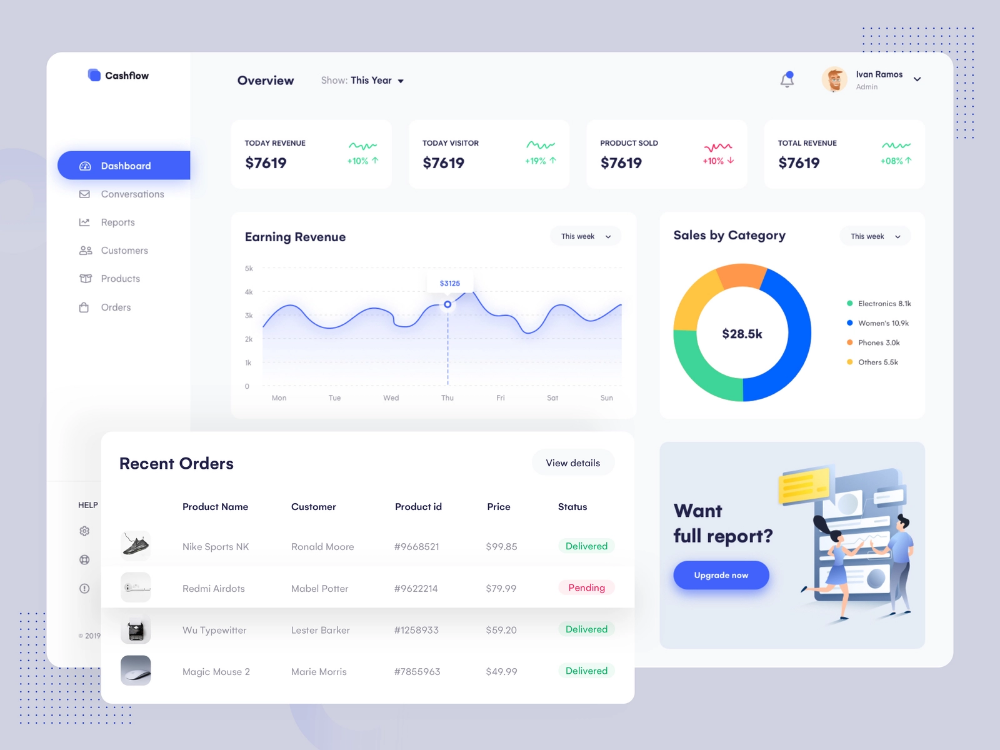 Cashflow
Overview
Show: This Year
Ivan Ramos
Admin
Dashboard
Conversations
Reports
Customers
Products
Orders
HELP
© 2019
TODAY REVENUE
$7619
+10%
TODAY VISITOR
$7619
+19%
PRODUCT SOLD
$7619
+10%
TOTAL REVENUE
$7619
+08%
Earning Revenue
This week
5k
4k
3k
2k
1k
0
$3126
Mon Tue Wed Thu Fri Sat Sun
Sales by Category
This week
$28.5k
Electronics 8.1k
Women's 10.9k
Phones 3.0k
Others 5.5k
Recent Orders
View details
Product Name Customer Product id Price Status
Nike Sports NK Ronald Moore #9668521 $99.85 Delivered
Redmi Airdots Mabel Potter #9622214 $79.99 Pending
Wu Typewitter Lester Barker #1258933 $59.20 Delivered
Magic Mouse 2 Marie Morris #7855963 $49.99 Delivered
Want
full report?
Upgrade now